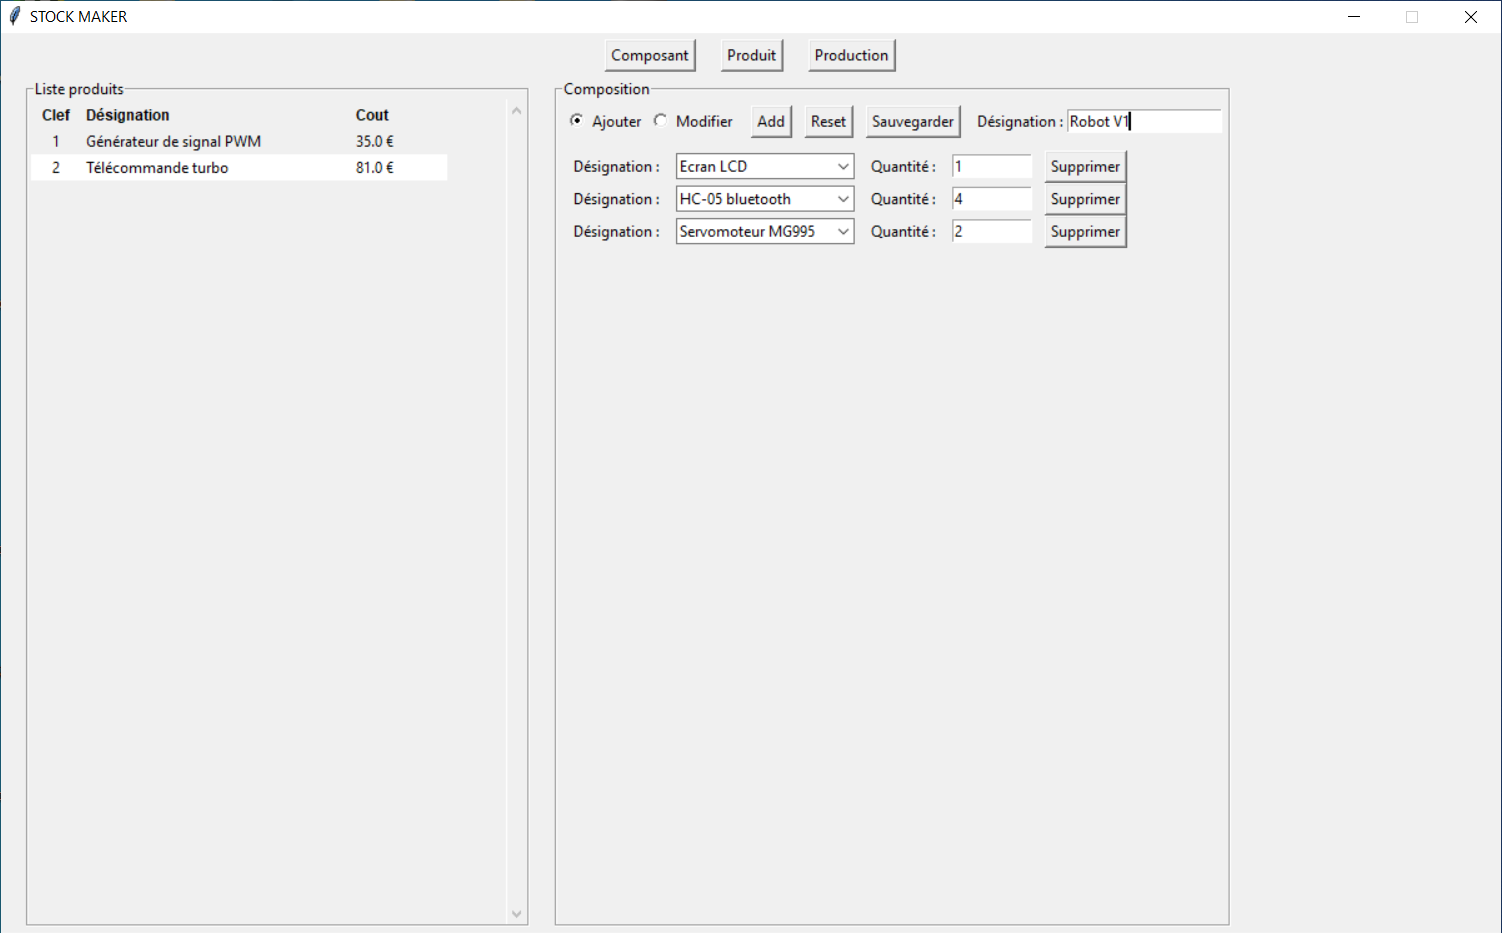 STOCK MAKER
Composant Produit Production
Liste produits
Clef Désignation Cout
1 Générateur de signal PWM 35.0 €
2 Télécommande turbo 81.0 €
Composition
Ajouter Modifier Add Reset Sauvegarder Désignation : Robot V1
Désignation : Ecran LCD Quantité : 1 Supprimer
Désignation : HC-05 bluetooth Quantité : 4 Supprimer
Désignation : Servomoteur MG995 Quantité : 2 Supprimer